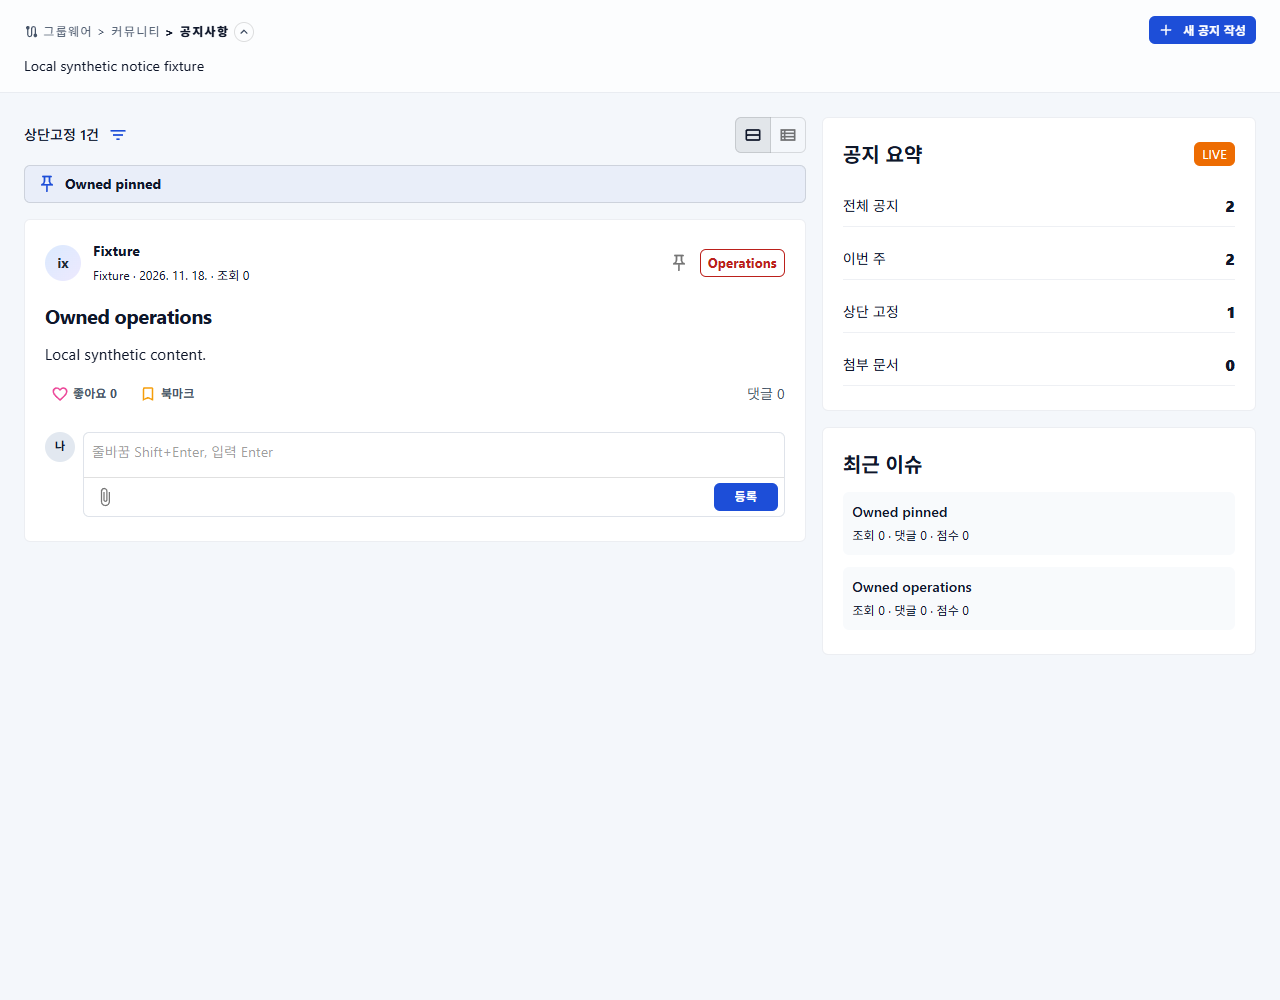 그룹웨어 > 커뮤니티 > 공지사항
새 공지 작성
Local synthetic notice fixture
상단고정 1건
Owned pinned
ix
Fixture
Fixture · 2026. 11. 18. · 조회 0
Operations
Owned operations
Local synthetic content.
좋아요 0
북마크
댓글 0
나
줄바꿈 Shift+Enter, 입력 Enter
등록
공지 요약
LIVE
전체 공지 2
이번 주 2
상단 고정 1
첨부 문서 0
최근 이슈
Owned pinned
조회 0 · 댓글 0 · 점수 0
Owned operations
조회 0 · 댓글 0 · 점수 0